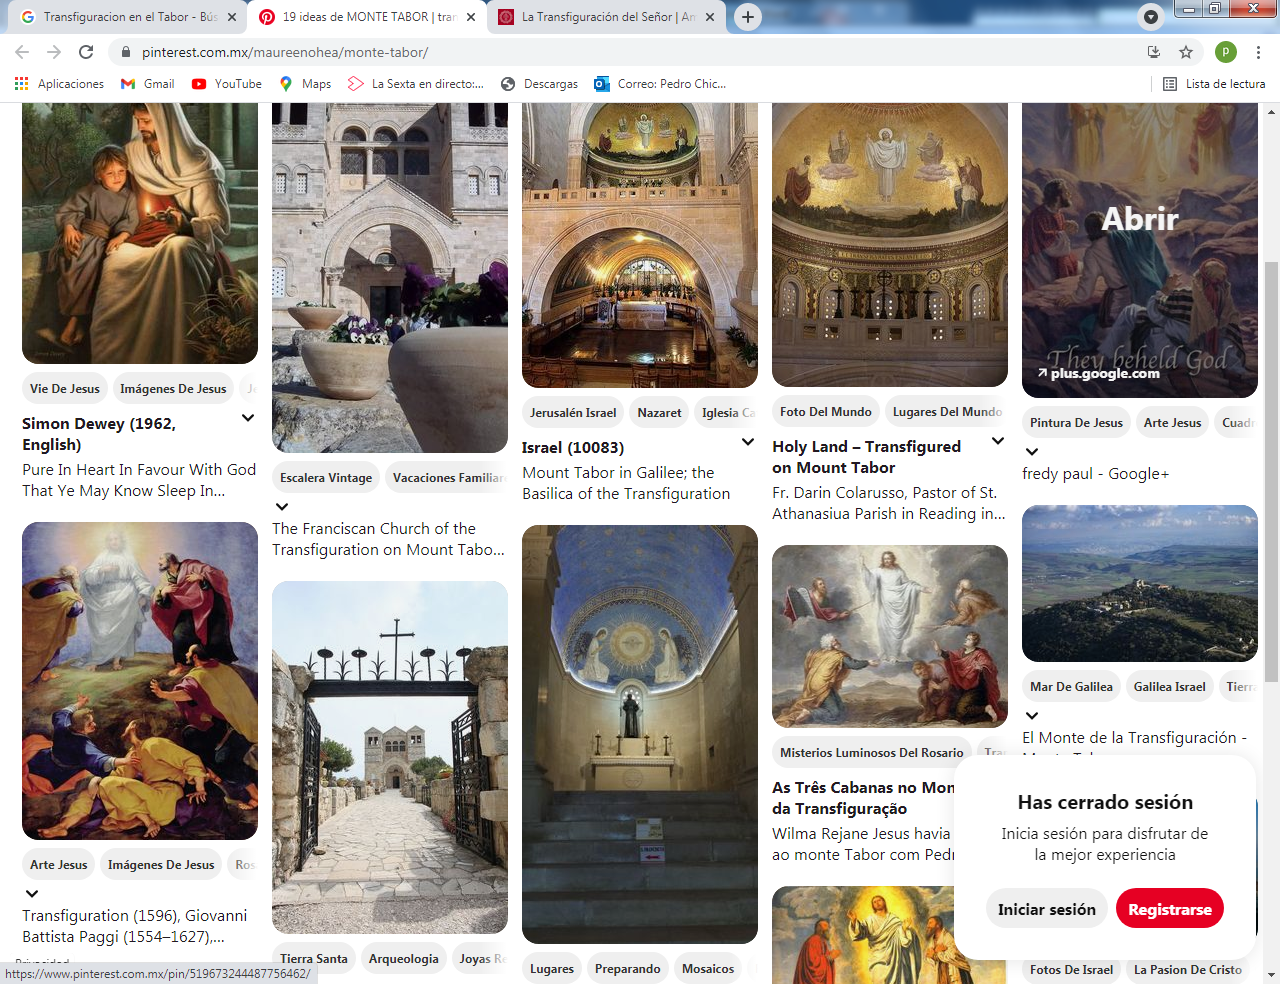 Transfiguracion en el Tabor - Bús
19 ideas de MONTE TABOR | tran
La Transfiguración del Señor | Ar
pinterest.com.mx/maureenohea/monte-tabor/
P
Aplicaciones
Gmail
YouTube
Maps
La Sexta en directo:...
Descargas
Correo: Pedro Chic...
Lista de lectura
Vie De Jesus
Imágenes De Jesus
Je
Simon Dewey (1962,
English)
Pure In Heart In Favour With God
That Ye May Know Sleep In...
Arte Jesus
Imágenes De Jesus
Ros
Transfiguration (1596), Giovanni
Battista Paggi (1554–1627),...
Privacidad
https://www.pinterest.com.mx/pin/519673244487756462/
Escalera Vintage
Vacaciones Familiare
The Franciscan Church of the
Transfiguration on Mount Tabo...
Tierra Santa
Arqueologia
Joyas Re
Jerusalén Israel
Nazaret
Iglesia Ca
Israel (10083)
Mount Tabor in Galilee; the
Basilica of the Transfiguration
Lugares
Preparando
Mosaicos
Foto Del Mundo
Lugares Del Mundo
Holy Land – Transfigured
on Mount Tabor
Fr. Darin Colarusso, Pastor of St.
Athanasiua Parish in Reading in...
Misterios Luminosos Del Rosario
Tra
As Três Cabanas no Mon
da Transfiguração
Wilma Rejane Jesus havia
ao monte Tabor com Pedr
Abrir
They beheld God
plus.google.com
Pintura De Jesus
Arte Jesus
Cuadr
fredy paul - Google+
Mar De Galilea
Galilea Israel
Tierra
El Monte de la Transfiguración -
Has cerrado sesión
Inicia sesión para disfrutar de
la mejor experiencia
Iniciar sesión
Registrarse
Fotos De Israel
La Pasion De Cristo